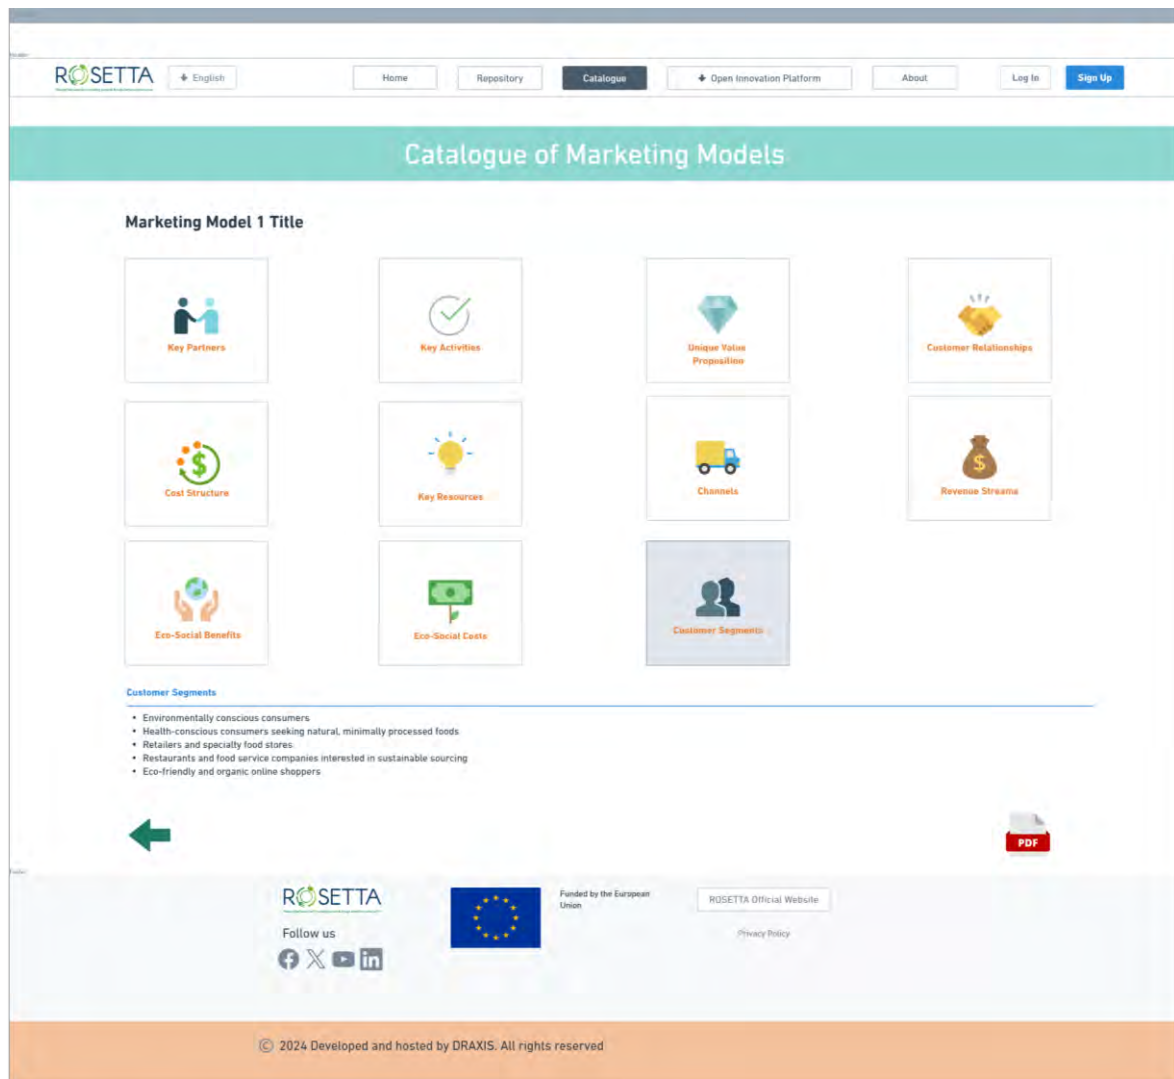 ROSETTA
English
Home
Repository
Catalogue
Open Innovation Platform
About
Log In
Sign Up
Catalogue of Marketing Models
Marketing Model 1 Title
Key Partners
Key Activities
Unique Value
Proposition
Customer Relationships
Cost Structure
Key Resources
Channels
Revenue Streams
Eco-Social Benefits
Eco-Social Costs
Customer Segments
Customer Segments
• Environmentally conscious consumers
• Health-conscious consumers seeking natural, minimally processed foods
• Retailers and specialty food stores
• Restaurants and food service companies interested in sustainable sourcing
• Eco-friendly and organic online shoppers
PDF
ROSETTA
Follow us
Funded by the European
Union
ROSETTA Official Website
Privacy Policy
© 2024 Developed and hosted by DRAXIS. All rights reserved